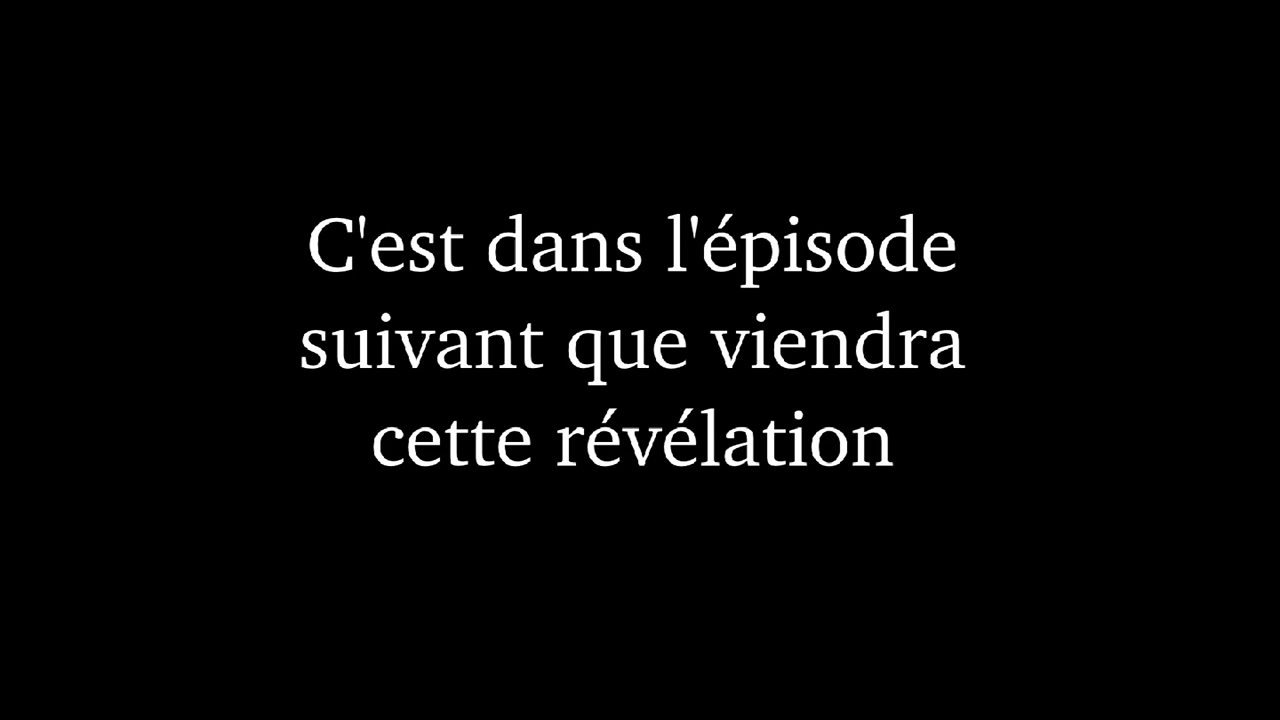 C'est dans l'épisode
suivant que viendra
cette révélation